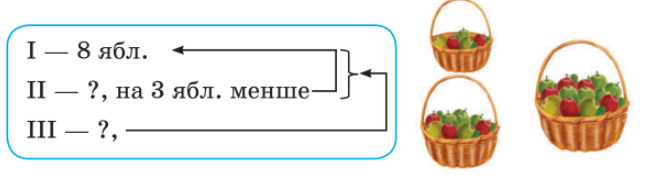 I — 8 ябл.
II — ?, на 3 ябл. менше
III — ?,